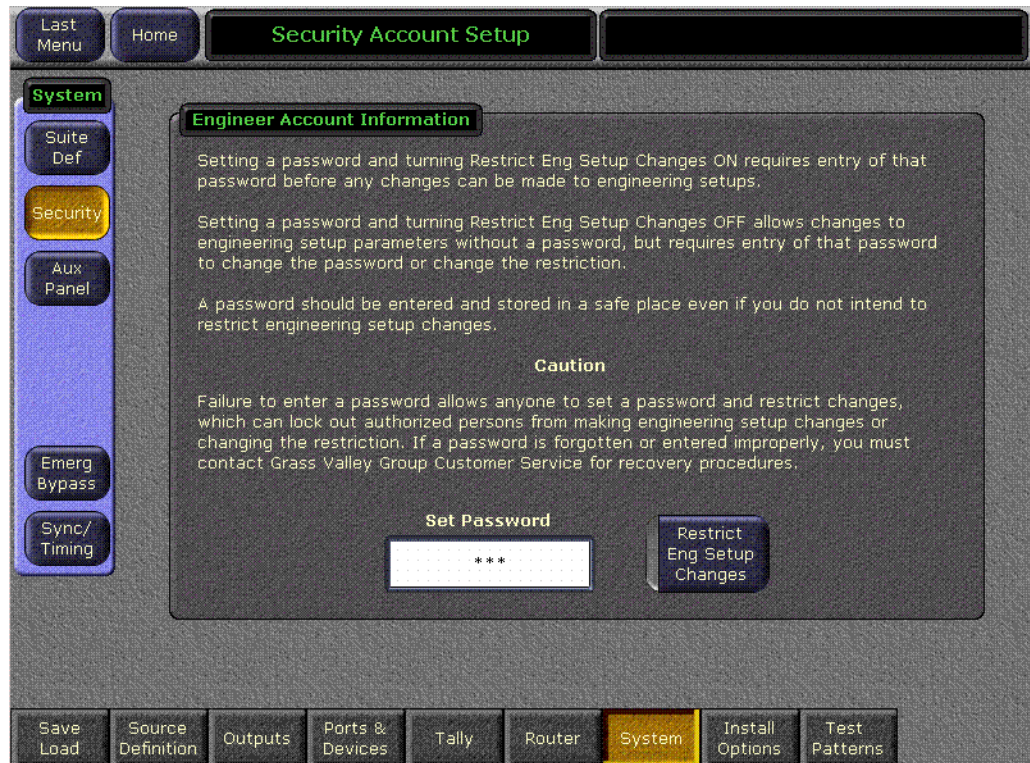 Last
Menu
Home
Security Account Setup
System
Suite
Def
Security
Aux
Panel
Emerg
Bypass
Sync/
Timing
Engineer Account Information
Setting a password and turning Restrict Eng Setup Changes ON requires entry of that
password before any changes can be made to engineering setups.
Setting a password and turning Restrict Eng Setup Changes OFF allows changes to
engineering setup parameters without a password, but requires entry of that password
to change the password or change the restriction.
A password should be entered and stored in a safe place even if you do not intend to
restrict engineering setup changes.
Caution
Failure to enter a password allows anyone to set a password and restrict changes,
which can lock out authorized persons from making engineering setup changes or
changing the restriction. If a password is forgotten or entered improperly, you must
contact Grass Valley Group Customer Service for recovery procedures.
Set Password
***
Restrict
Eng Setup
Changes
Save
Load
Source
Definition
Outputs
Ports &
Devices
Tally
Router
System
Install
Options
Test
Patterns